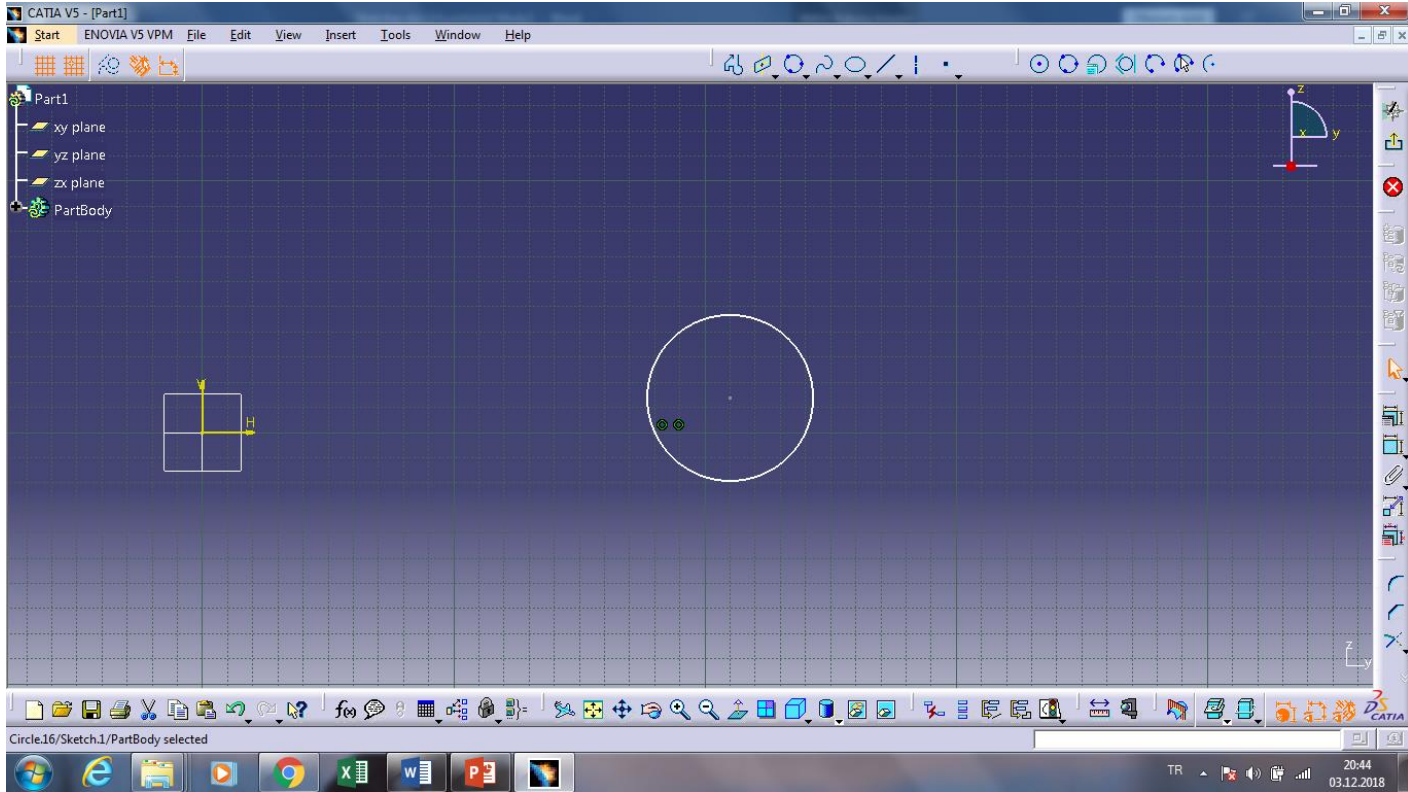 CATIA V5 - [Part1]
Start ENOVIA V5 VPM File Edit View Insert Tools Window Help
Part1
xy plane
yz plane
zx plane
PartBody
z
x y
V
H
z
y
f(x)
DS CATIA
Circle.16/Sketch.1/PartBody selected
TR 20:44
03.12.2018